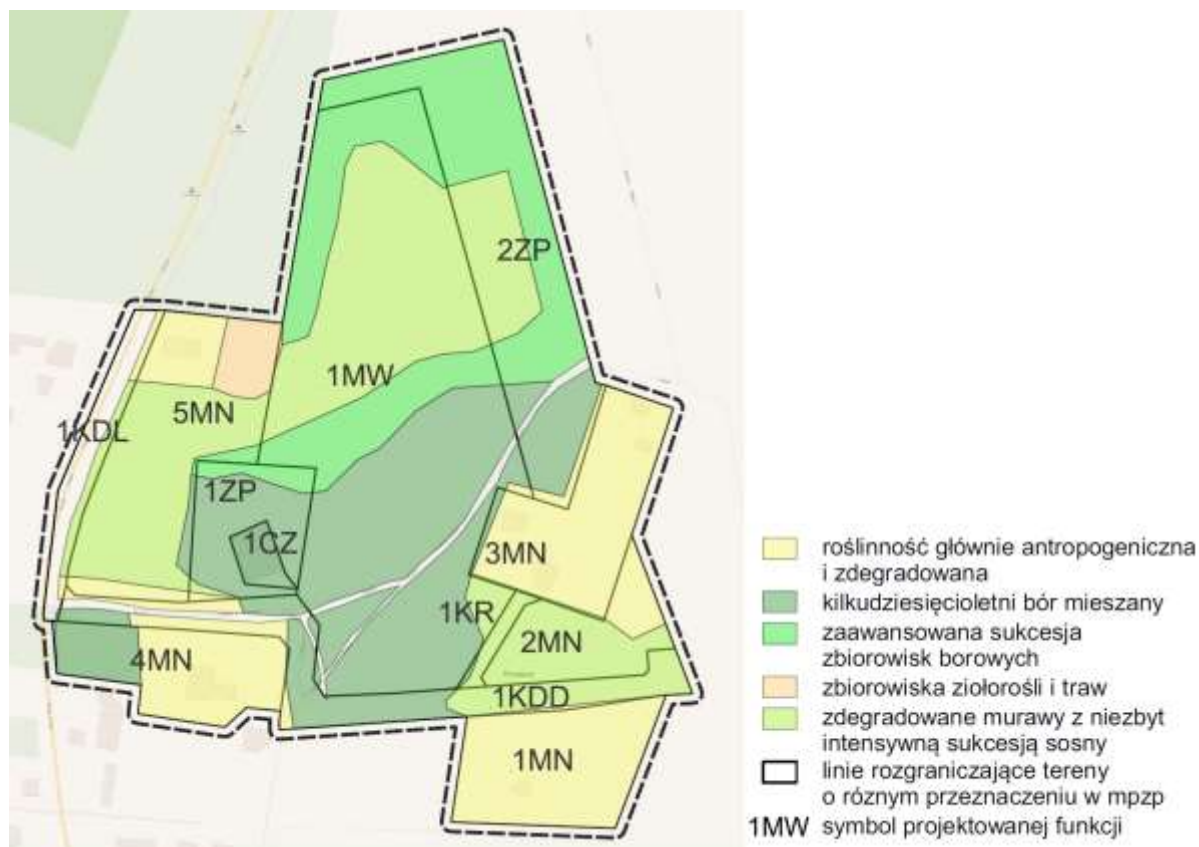 2ZP
1MW
5MN
1KDL
1ZP
1CZ
3MN
1KR
2MN
4MN
1KDD
1MN
roślinność głównie antropogeniczna
i zdegradowana
kilkudziesięcioletni bór mieszany
zaawansowana sukcesja
zbiorowisk borowych
zbiorowiska ziołorośli i traw
zdegradowane murawy z niezbyt
intensywną sukcesją sosny
linie rozgraniczające tereny
o róznym przeznaczeniu w mpzp
1MW symbol projektowanej funkcji